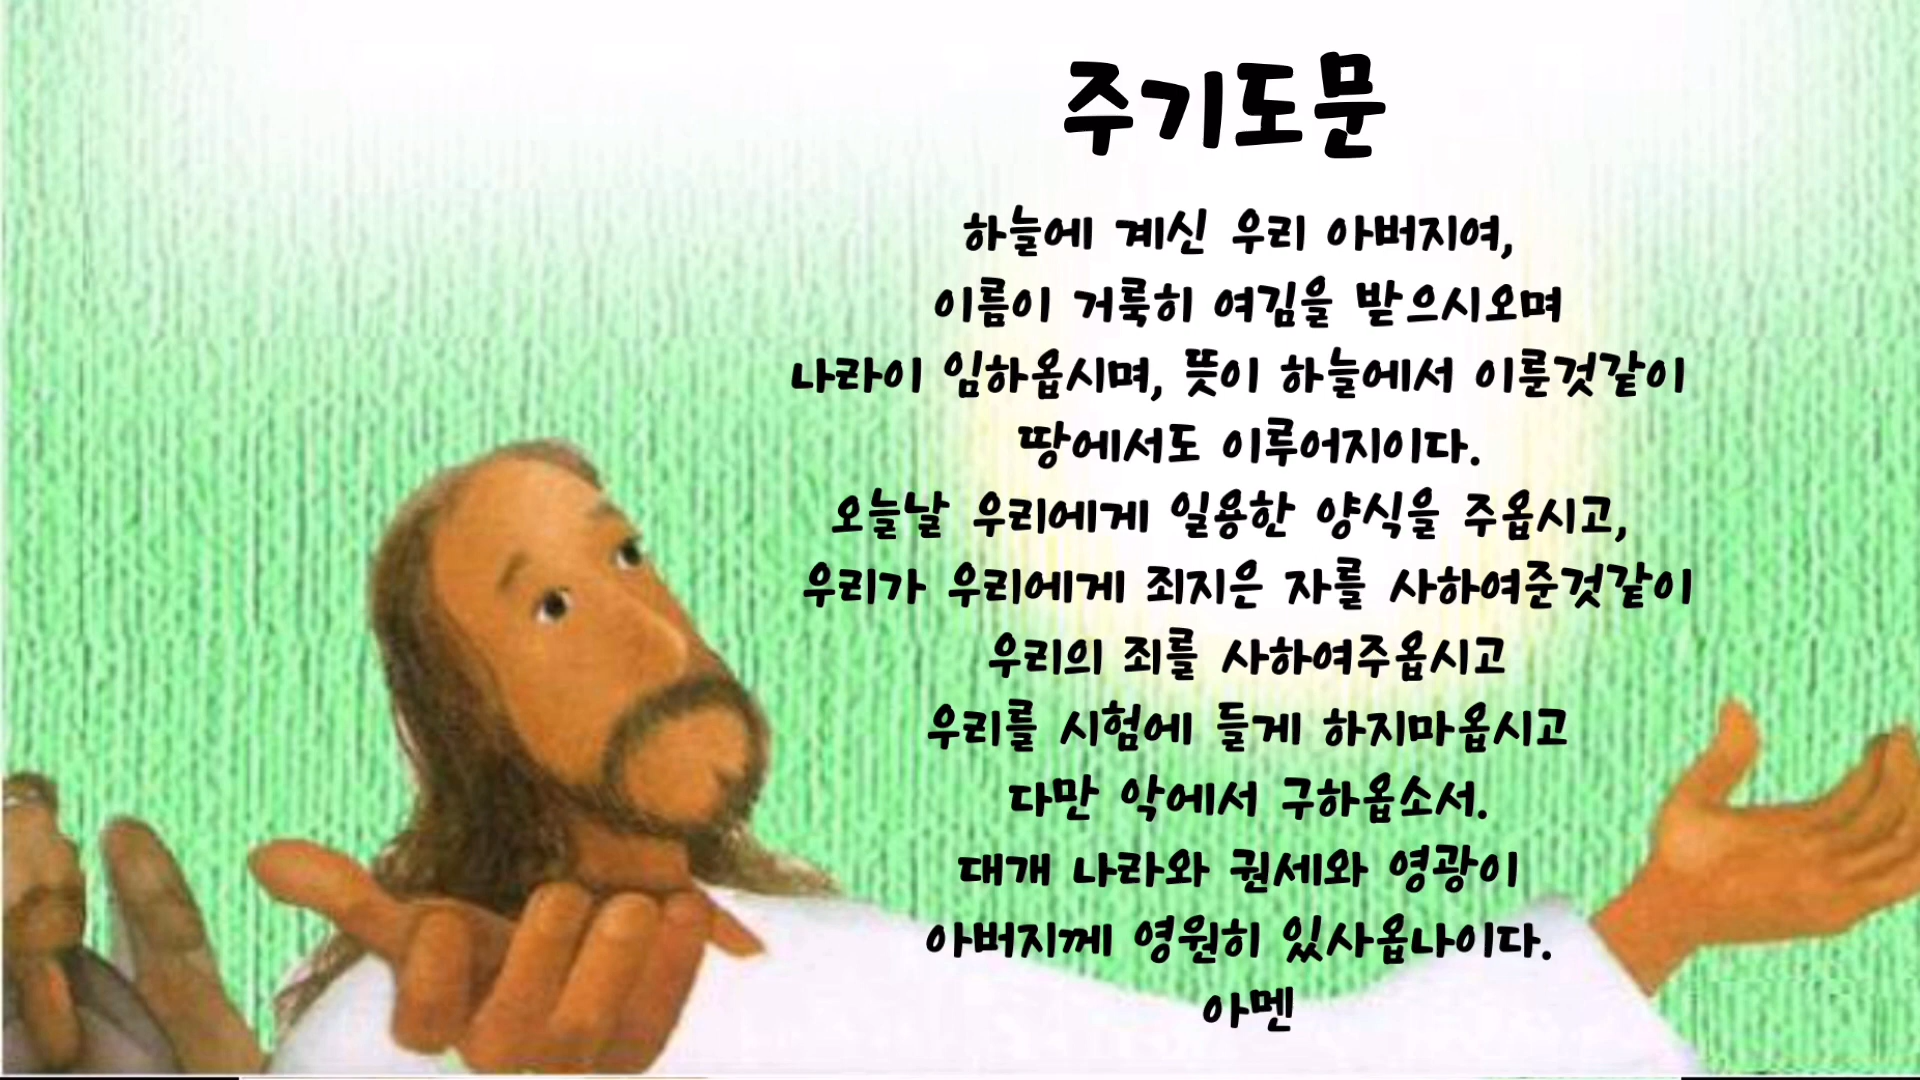 주기도문
하늘에 계신 우리 아버지여,
이름이 거룩히 여김을 받으시오며
나라이 임하옵시며, 뜻이 하늘에서 이룬것같이
땅에서도 이루어지이다.
오늘날 우리에게 일용한 양식을 주옵시고,
우리가 우리에게 죄지은 자를 사하여준것같이
우리의 죄를 사하여주옵시고
우리를 시험에 들게 하지마옵시고
다만 악에서 구하옵소서.
대개 나라와 권세와 영광이
아버지께 영원히 있사옵나이다.
아멘